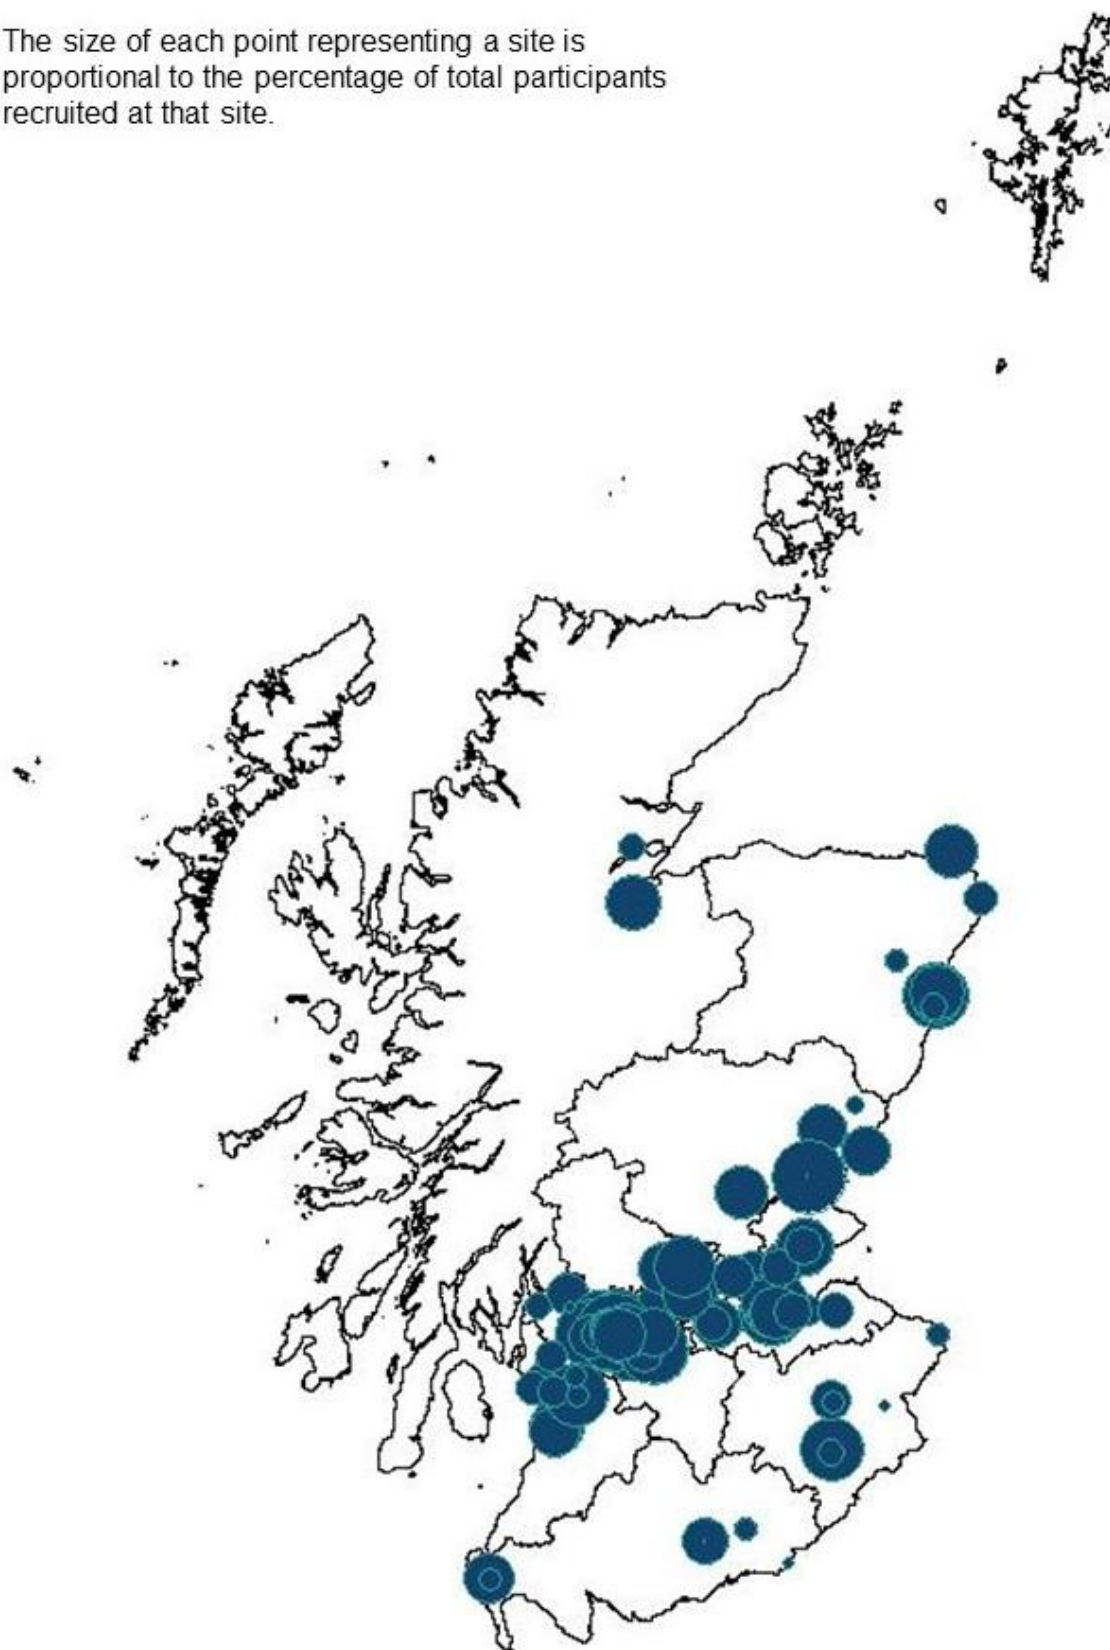 The size of each point representing a site is
proportional to the percentage of total participants
recruited at that site.